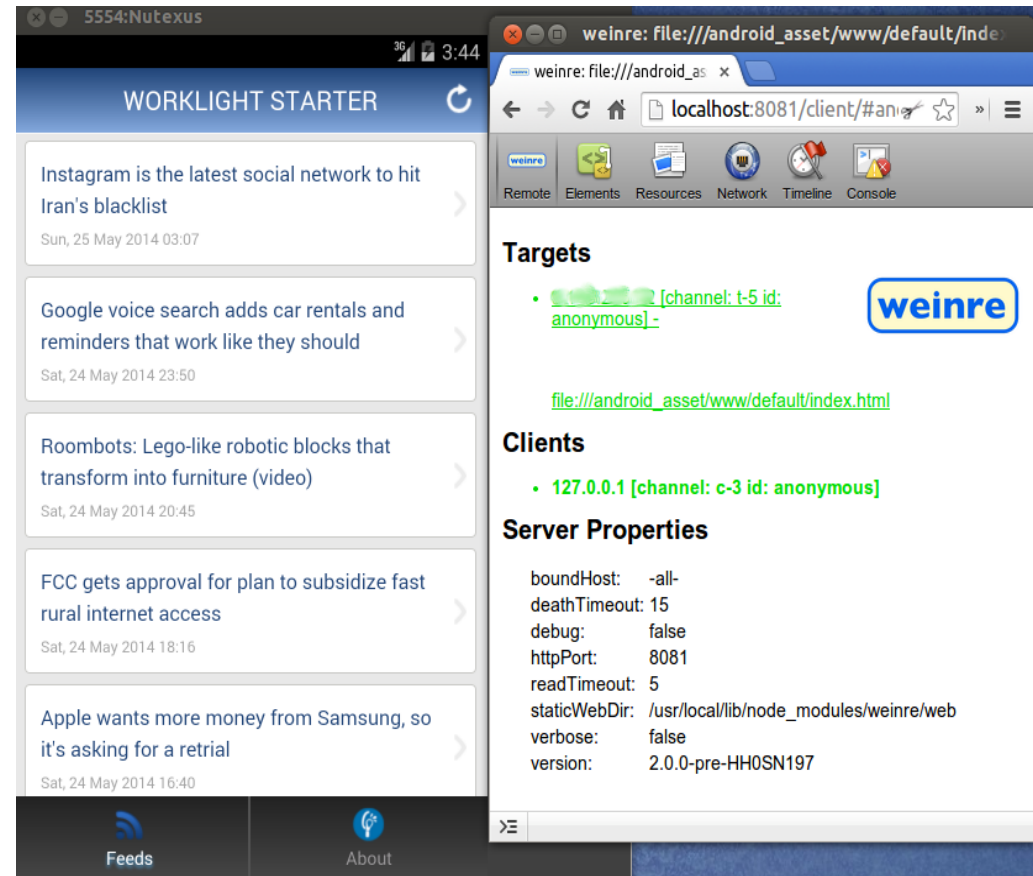 5554:Nutexus
3G 3:44
WORKLIGHT STARTER
Instagram is the latest social network to hit
Iran's blacklist
Sun, 25 May 2014 03:07
Google voice search adds car rentals and
reminders that work like they should
Sat, 24 May 2014 23:50
Roombots: Lego-like robotic blocks that
transform into furniture (video)
Sat, 24 May 2014 20:45
FCC gets approval for plan to subsidize fast
rural internet access
Sat, 24 May 2014 18:16
Apple wants more money from Samsung, so
it's asking for a retrial
Sat, 24 May 2014 16:40
Feeds About
weinre: file:///android_asset/www/default/index
weinre: file:///android_as
localhost:8081/client/#an
weinre
Remote Elements Resources Network Timeline Console
Targets
[channel: t-5 id:
anonymous] -
weinre
file:///android_asset/www/default/index.html
Clients
127.0.0.1 [channel: c-3 id: anonymous]
Server Properties
boundHost: -all-
deathTimeout: 15
debug: false
httpPort: 8081
readTimeout: 5
staticWebDir: /usr/local/lib/node_modules/weinre/web
verbose: false
version: 2.0.0-pre-HH0SN197